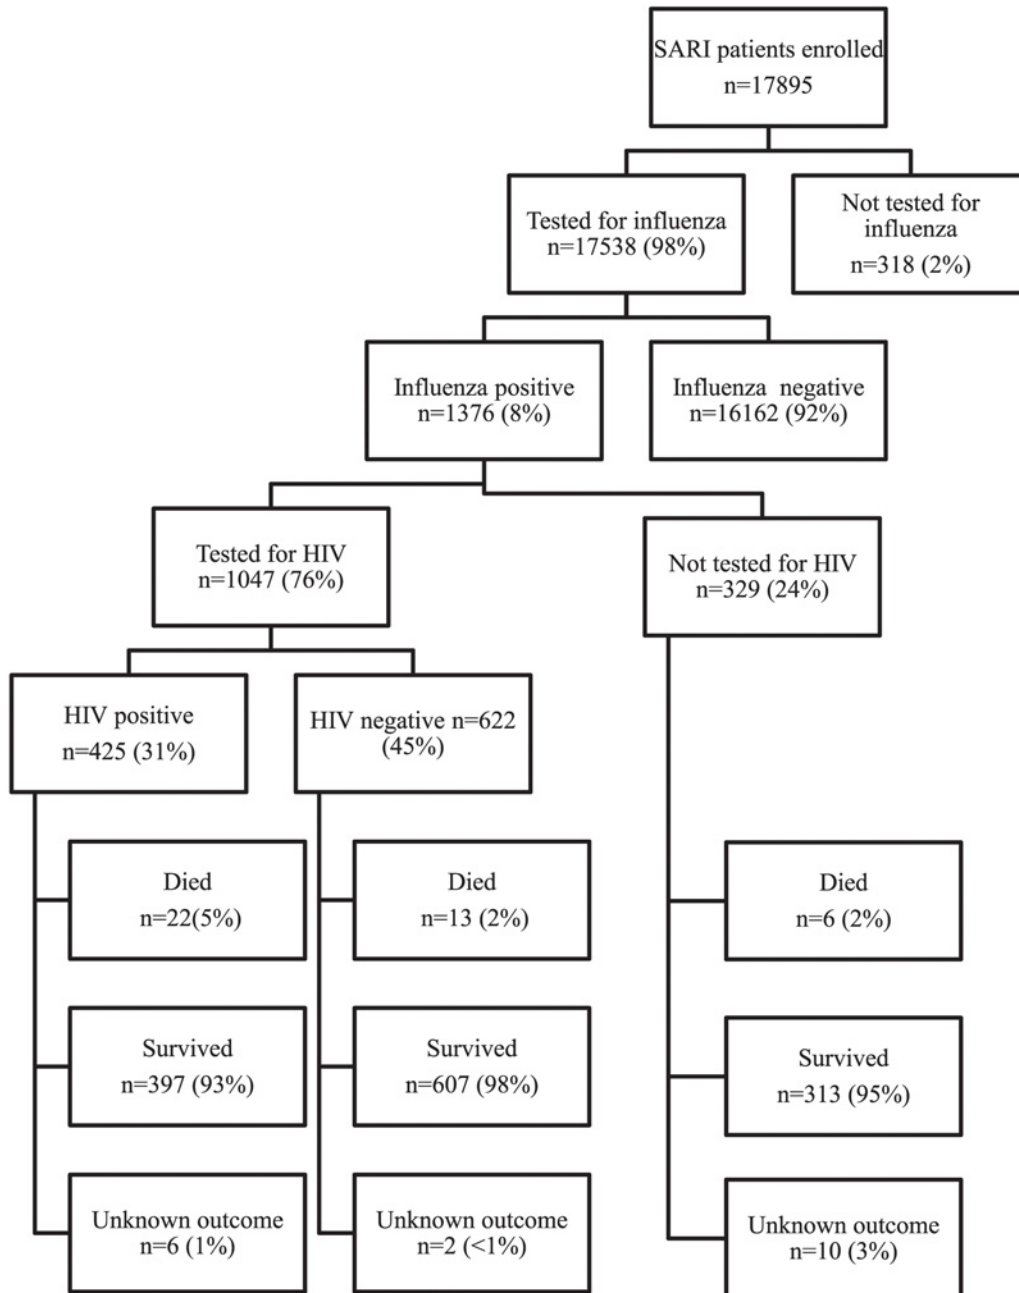 SARI patients enrolled
n=17895
Tested for influenza
n=17538 (98%)
Not tested for
influenza
n=318 (2%)
Influenza positive
n=1376 (8%)
Influenza negative
n=16162 (92%)
Tested for HIV
n=1047 (76%)
Not tested for HIV
n=329 (24%)
HIV positive
n=425 (31%)
HIV negative n=622
(45%)
Died
n=22(5%)
Died
n=13 (2%)
Died
n=6 (2%)
Survived
n=397 (93%)
Survived
n=607 (98%)
Survived
n=313 (95%)
Unknown outcome
n=6 (1%)
Unknown outcome
n=2 (<1%)
Unknown outcome
n=10 (3%)